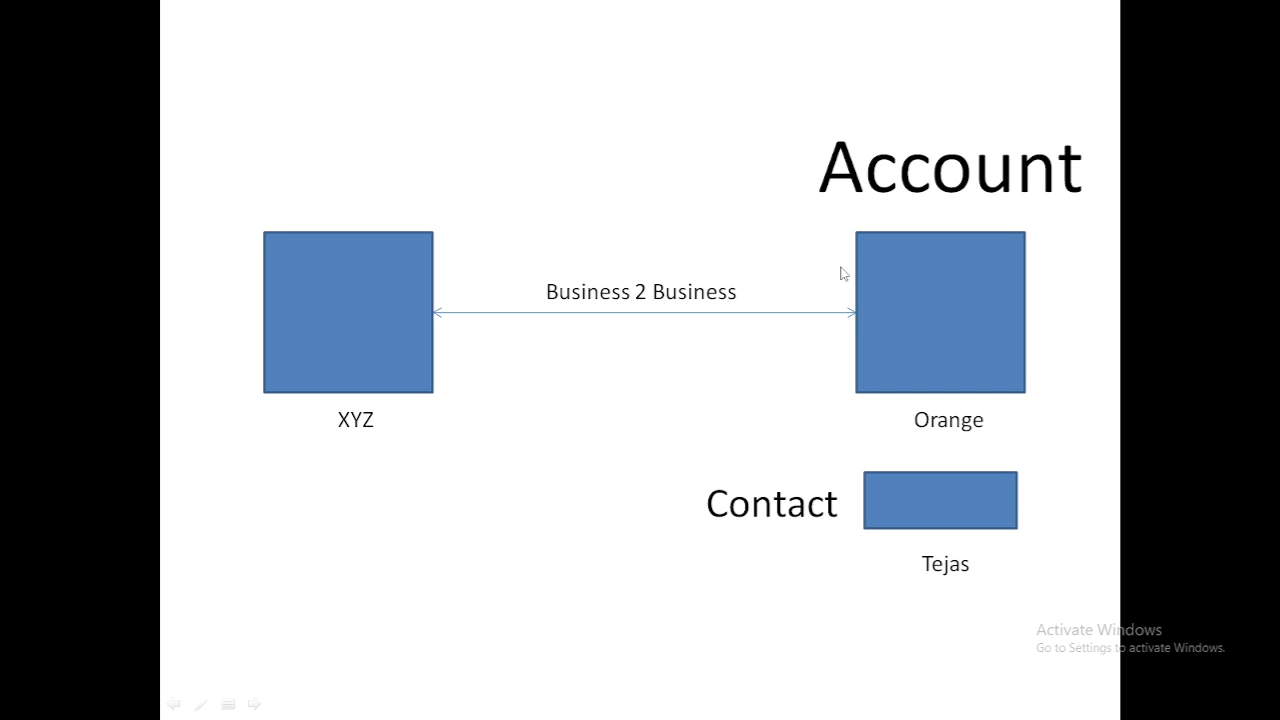 Account
Business 2 Business
XYZ
Orange
Contact
Tejas
Activate Windows
Go to Settings to activate Windows.